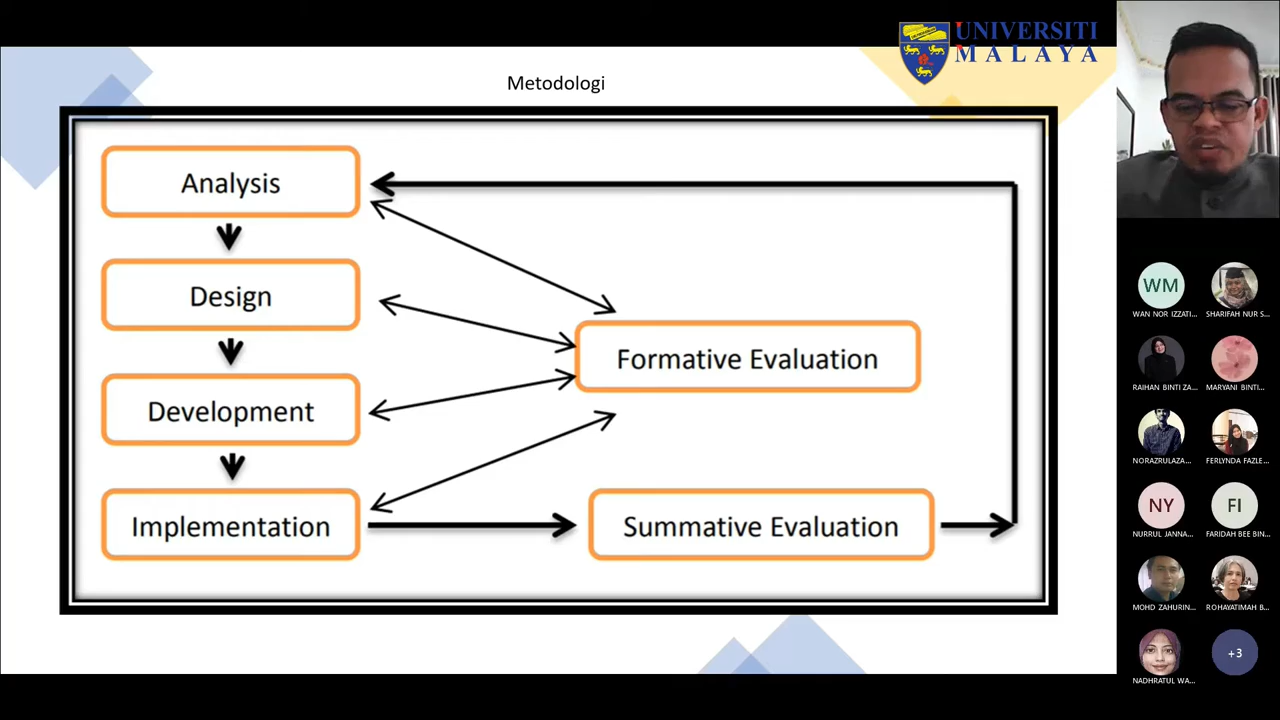 UNIVERSITI
MALAYA
Metodologi
Analysis
Design
Development
Implementation
Formative Evaluation
Summative Evaluation
WM
WAN NOR IZZATI...
SHARIFAH NUR S...
RAIHAN BINTI ZA...
MARYANI BINTI...
NORAZRULAZA...
FERLYNDA FAZLE...
NY
FI
NURRUL JANNA...
FARIDAH BEE BIN...
MOHD ZAHURIN...
ROHAYATIMAH B...
+3
NADHRATUL WA...